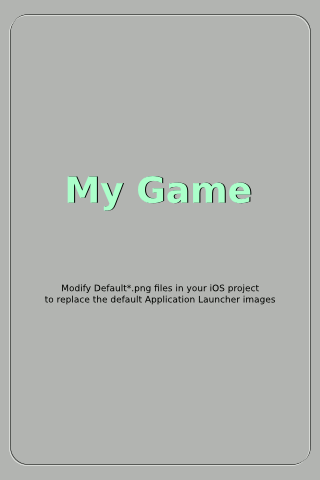 My Game
Modify Default*.png files in your iOS project
to replace the default Application Launcher images